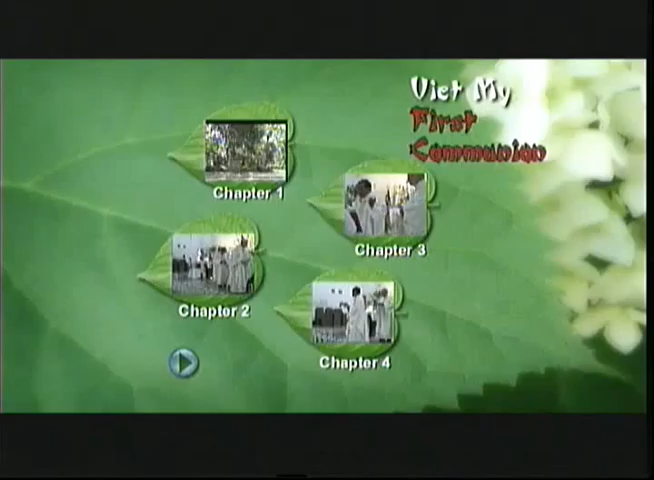 Viet My
First
Communion
Chapter 1
Chapter 3
Chapter 2
Chapter 4